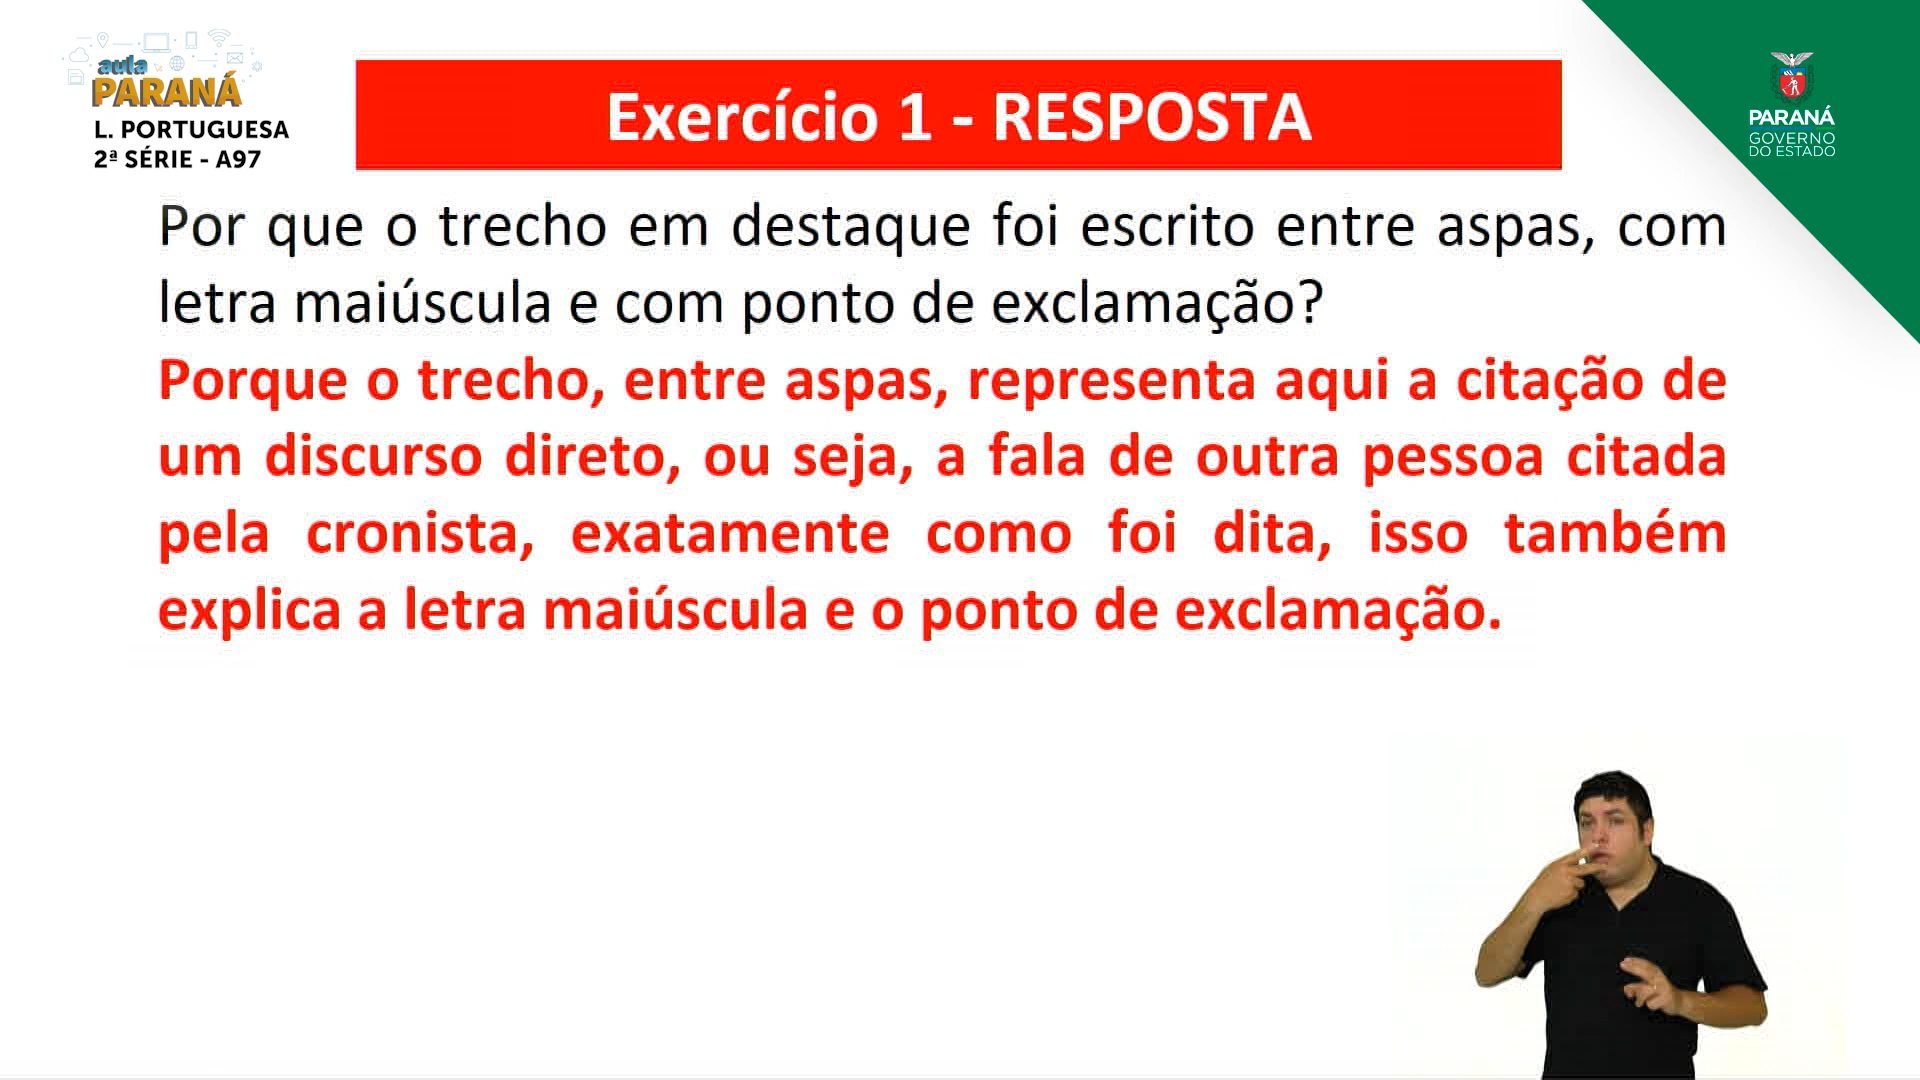 aula
PARANÁ
L. PORTUGUESA
2ª SÉRIE - A97
Exercício 1 - RESPOSTA
PARANÁ
GOVERNO
DO ESTADO
Por que o trecho em destaque foi escrito entre aspas, com
letra maiúscula e com ponto de exclamação?
Porque o trecho, entre aspas, representa aqui a citação de
um discurso direto, ou seja, a fala de outra pessoa citada
pela cronista, exatamente como foi dita, isso também
explica a letra maiúscula e o ponto de exclamação.